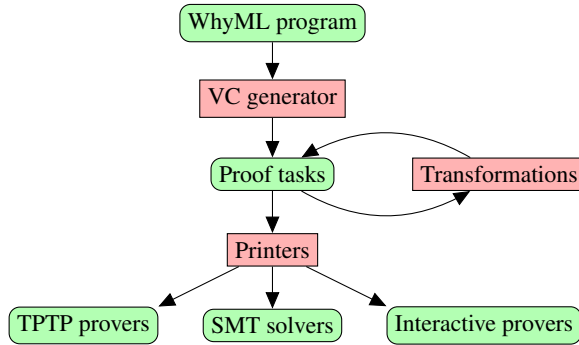 WhyML program
VC generator
Proof tasks
Transformations
Printers
TPTP provers
SMT solvers
Interactive provers